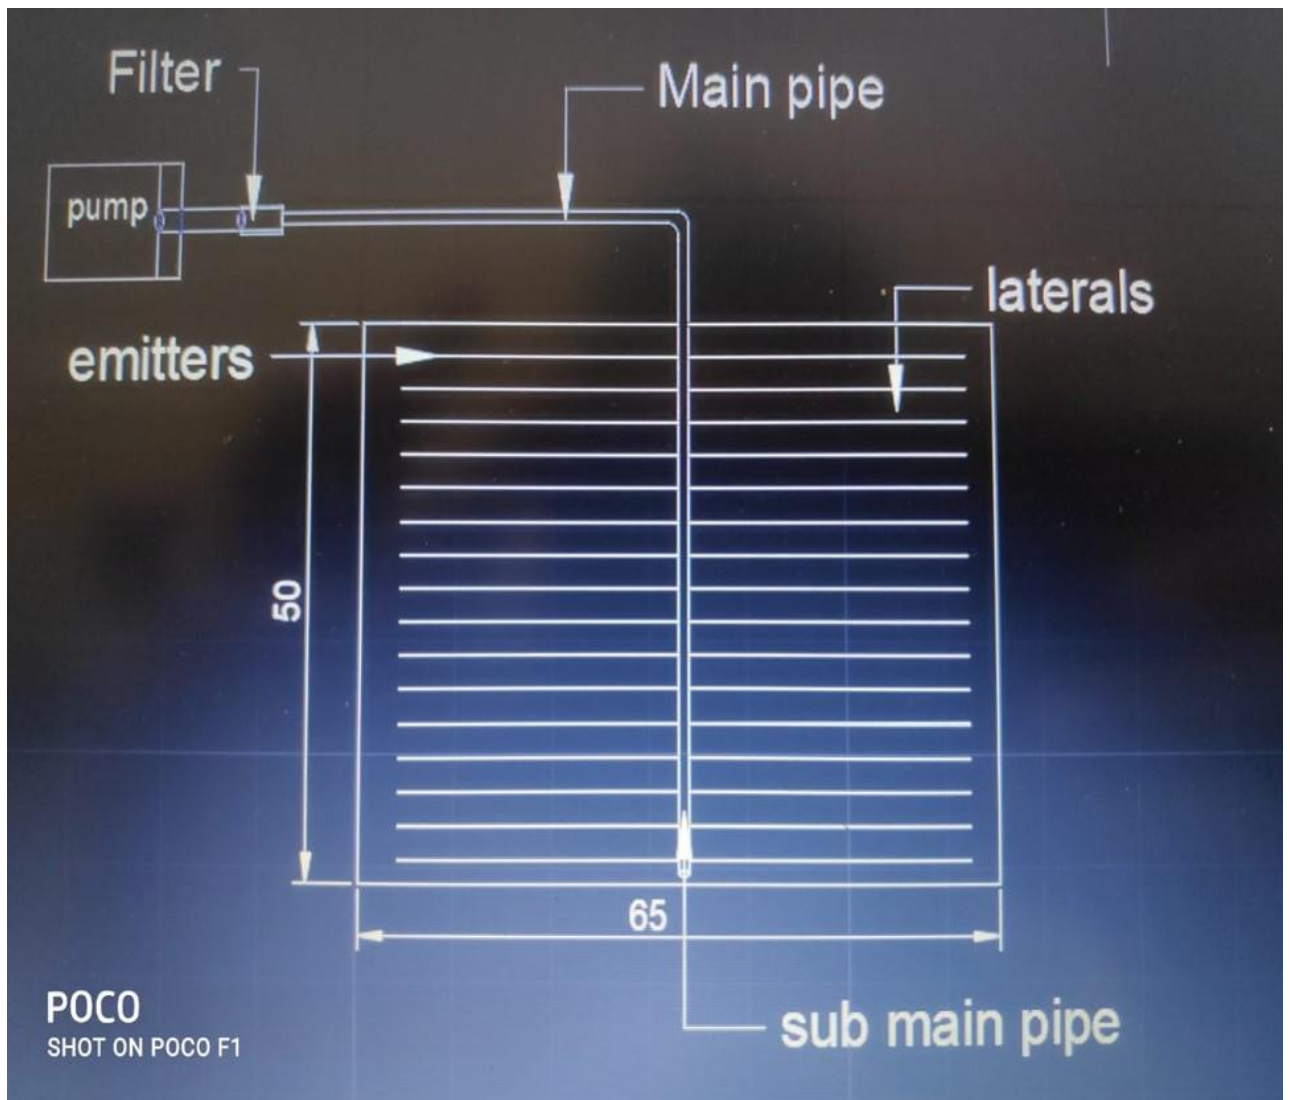 Filter
Main pipe
pump
laterals
emitters
50
65
sub main pipe
POCO
SHOT ON POCO F1